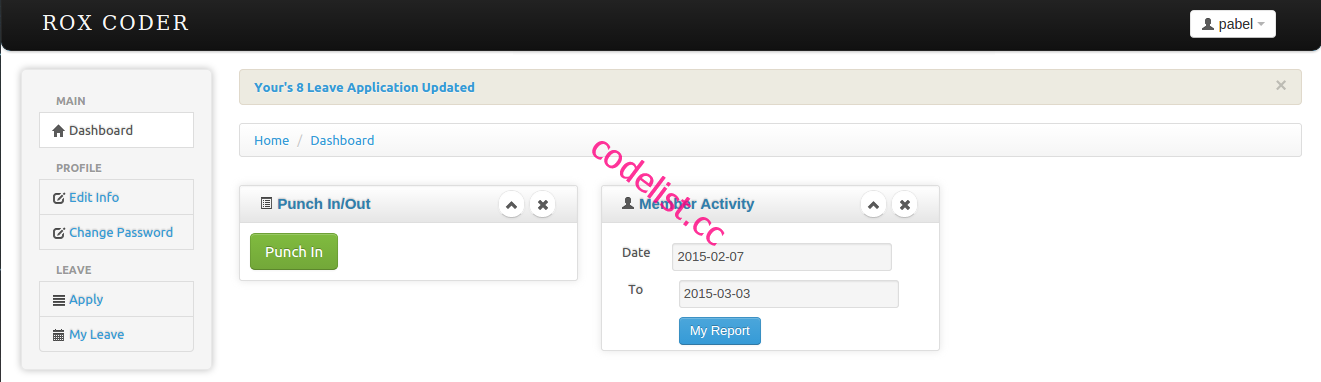 ROX CODER
pabel
MAIN
Dashboard
PROFILE
Edit Info
Change Password
LEAVE
Apply
My Leave
Your's 8 Leave Application Updated
×
Home / Dashboard
Punch In/Out
Punch In
Member Activity
Date 2015-02-07
To 2015-03-03
My Report
codelist.cc